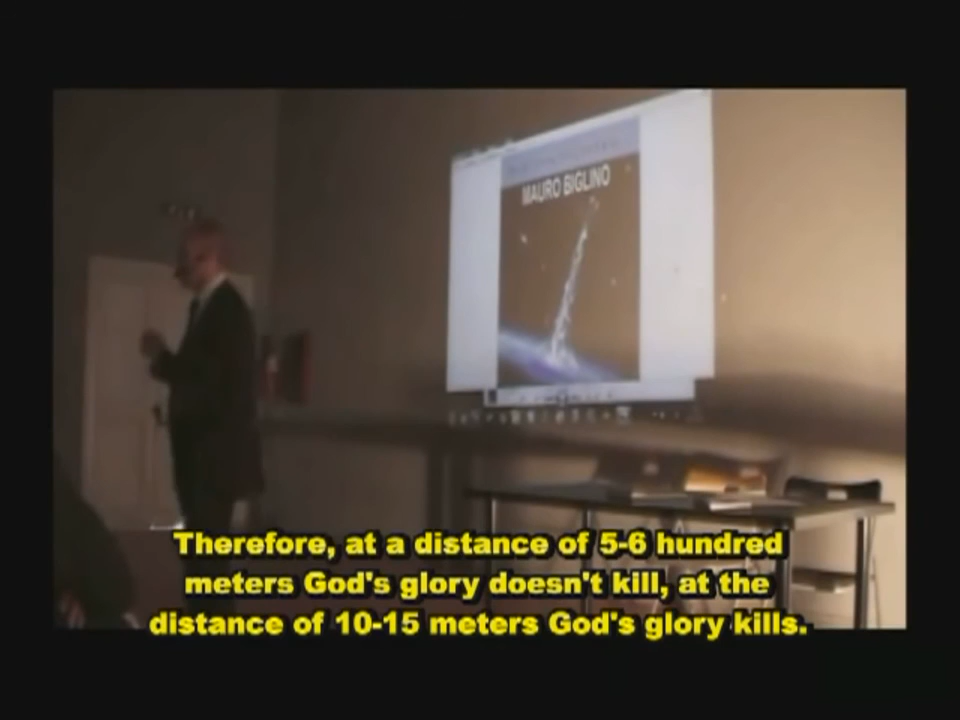 MAURO BIGLINO
Therefore, at a distance of 5-6 hundred
meters God's glory doesn't kill, at the
distance of 10-15 meters God's glory kills.